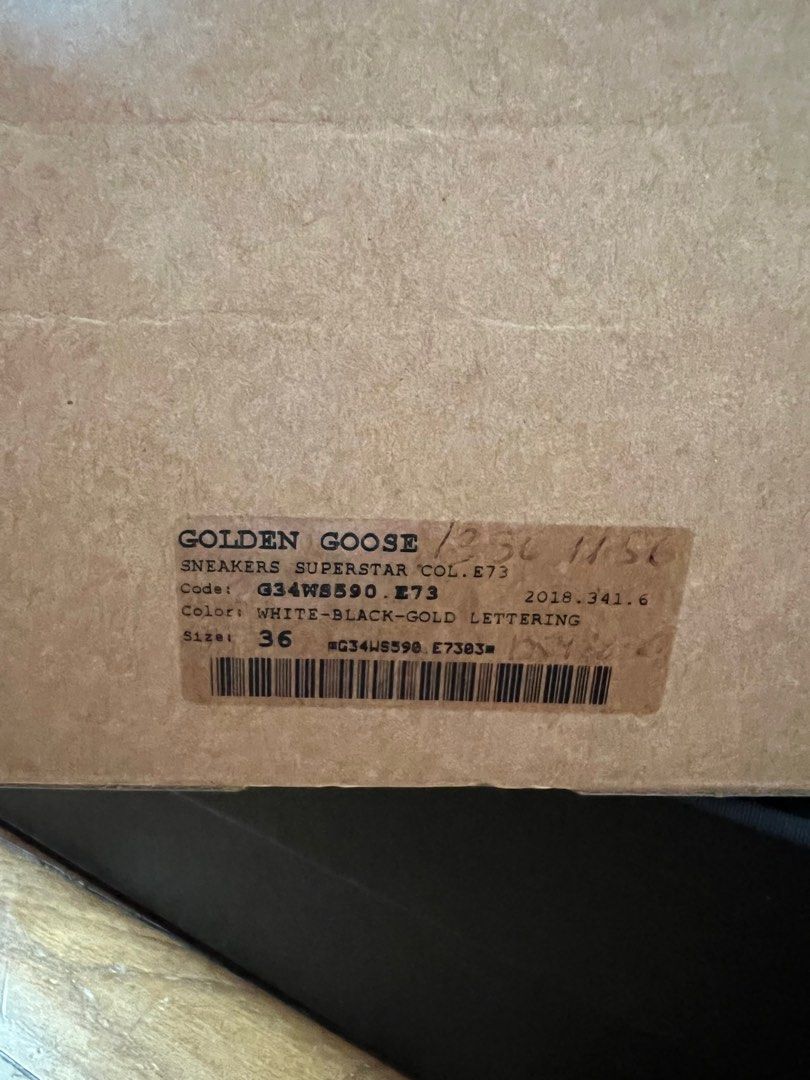 GOLDEN GOOSE
SNEAKERS SUPERSTAR COL.E73
Code: G34WS590.E73 2018.341.6
Color: WHITE-BLACK-GOLD LETTERING
Size: 36 *G34WS590.E7303*